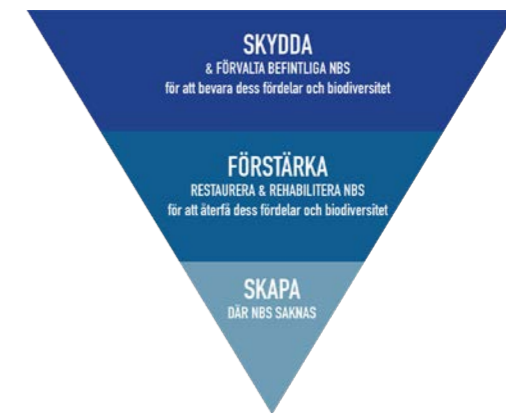 SKYDDA
& FÖRVALTA BEFINTLIGA NBS
för att bevara dess fördelar och biodiversitet
FÖRSTÄRKA
RESTAURERA & REHABILITERA NBS
för att återfå dess fördelar och biodiversitet
SKAPA
DÄR NBS SAKNAS